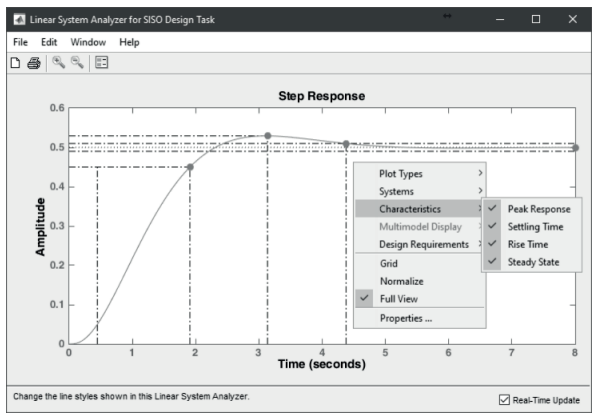 Linear System Analyzer for SISO Design Task
File Edit Window Help
Step Response
Amplitude
0.6
0.5
0.4
0.3
0.2
0.1
0
0 1 2 3 4 5 6 7 8
Time (seconds)
Plot Types
Systems
Characteristics
Multimodel Display
Design Requirements
Grid
Normalize
Full View
Properties ...
Peak Response
Settling Time
Rise Time
Steady State
Change the line styles shown in this Linear System Analyzer.
Real-Time Update